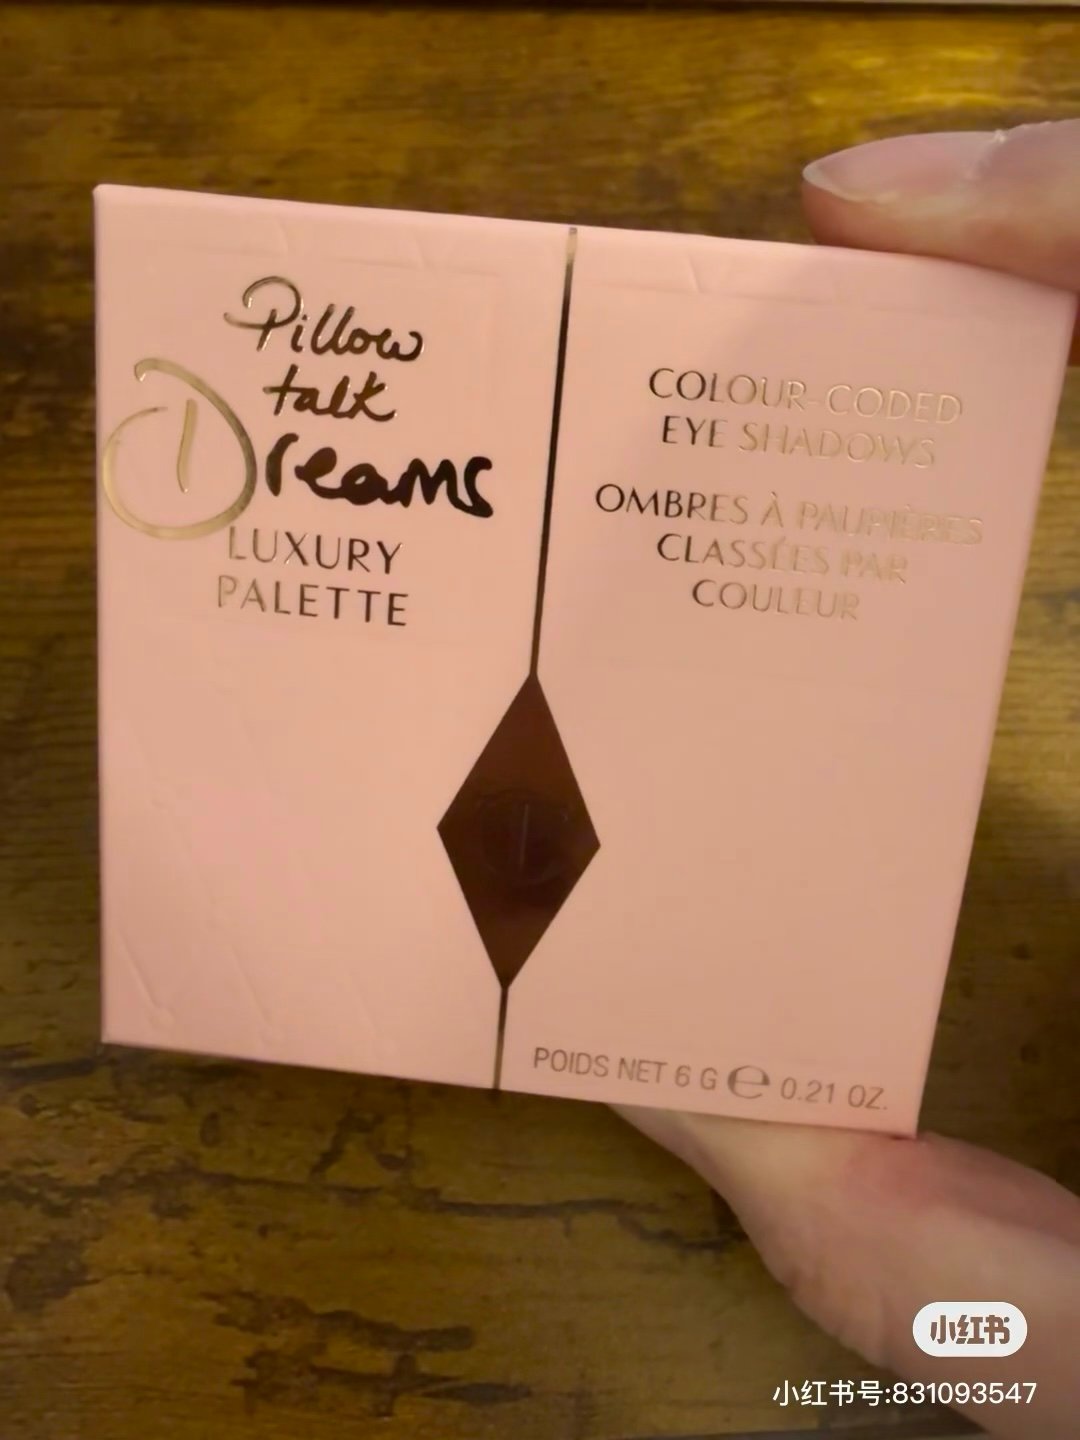 Pillow
talk
Dreams
LUXURY
PALETTE
COLOUR-CODED
EYE SHADOWS
OMBRES À PAUPIÈRES
CLASSÉES PAR
COULEUR
POIDS NET 6 G ℮ 0.21 OZ.
小红书
小红书号:831093547